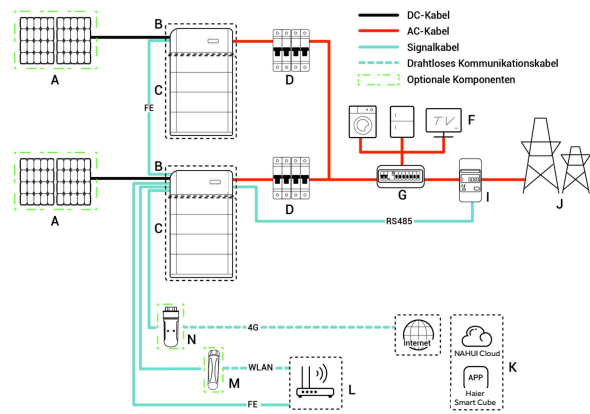 DC-Kabel
AC-Kabel
Signalkabel
Drahtloses Kommunikationskabel
Optionale Komponenten
A
B
C
D
FE
TV
F
A
B
C
D
G
I
J
RS485
N
4G
Internet
NAHUI Cloud
K
APP
Haier
Smart Cube
M
WLAN
L
FE